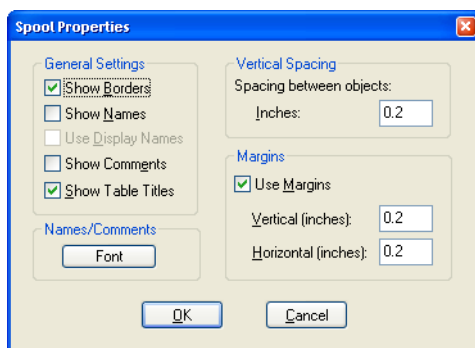 Spool Properties
General Settings
Show Borders
Show Names
Use Display Names
Show Comments
Show Table Titles
Names/Comments
Font
Vertical Spacing
Spacing between objects:
Inches: 0.2
Margins
Use Margins
Vertical (inches): 0.2
Horizontal (inches): 0.2
OK Cancel